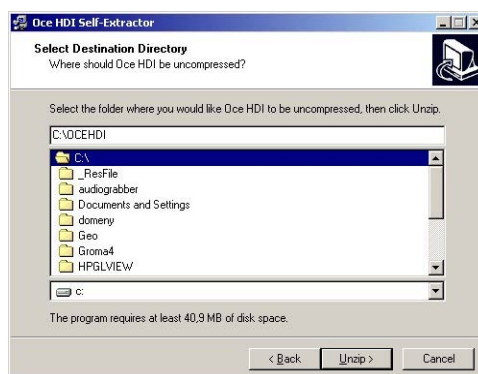 Oce HDI Self-Extractor
Select Destination Directory
Where should Oce HDI be uncompressed?
Select the folder where you would like Oce HDI to be uncompressed, then click Unzip.
C:\OCEHDI
C:\
_ResFile
audiograbber
Documents and Settings
domeny
Geo
Groma4
HPGLVIEW
c:
The program requires at least 40,9 MB of disk space.
< Back Unzip > Cancel